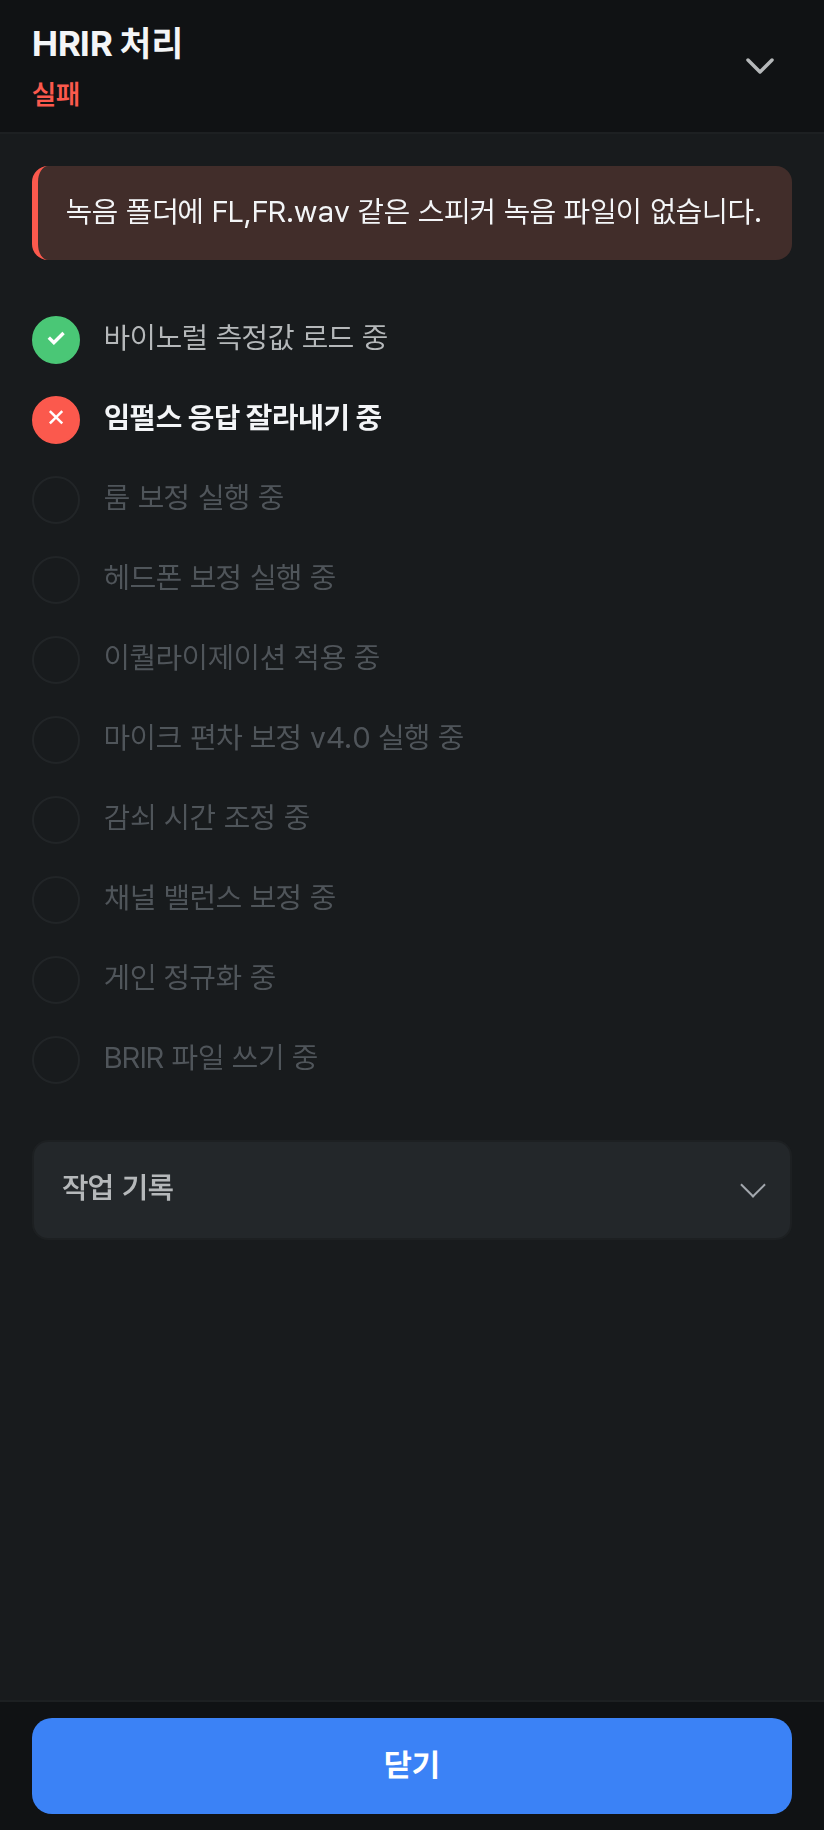 HRIR 처리
실패
녹음 폴더에 FL,FR.wav 같은 스피커 녹음 파일이 없습니다.
바이노럴 측정값 로드 중
임펄스 응답 잘라내기 중
룸 보정 실행 중
헤드폰 보정 실행 중
이퀄라이제이션 적용 중
마이크 편차 보정 v4.0 실행 중
감쇠 시간 조정 중
채널 밸런스 보정 중
게인 정규화 중
BRIR 파일 쓰기 중
작업 기록
닫기